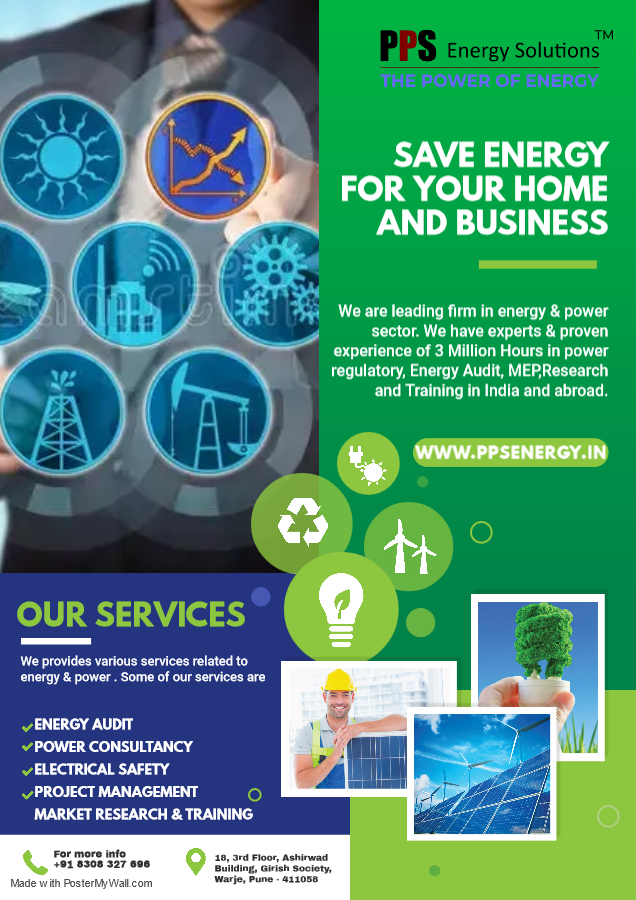 PPS Energy Solutions™
THE POWER OF ENERGY
SAVE ENERGY
FOR YOUR HOME
AND BUSINESS
We are leading firm in energy & power
sector. We have experts & proven
experience of 3 Million Hours in power
regulatory, Energy Audit, MEP,Research
and Training in India and abroad.
WWW.PPSENERGY.IN
OUR SERVICES
We provides various services related to
energy & power . Some of our services are
ENERGY AUDIT
POWER CONSULTANCY
ELECTRICAL SAFETY
PROJECT MANAGEMENT
MARKET RESEARCH & TRAINING
For more info
+91 8308 327 696
18, 3rd Floor, Ashirwad
Building, Girish Society,
Warje, Pune - 411058
Made with PosterMyWall.com